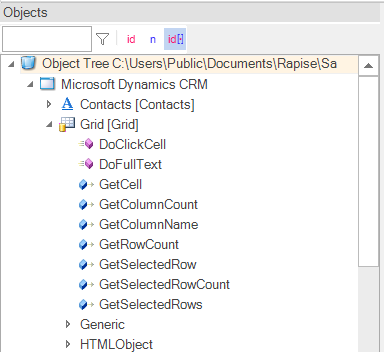 Objects
id n id[-]
Object Tree C:\Users\Public\Documents\Rapise\Sa
Microsoft Dynamics CRM
A Contacts [Contacts]
Grid [Grid]
DoClickCell
DoFullText
GetCell
GetColumnCount
GetColumnName
GetRowCount
GetSelectedRow
GetSelectedRowCount
GetSelectedRows
Generic
HTMLObject